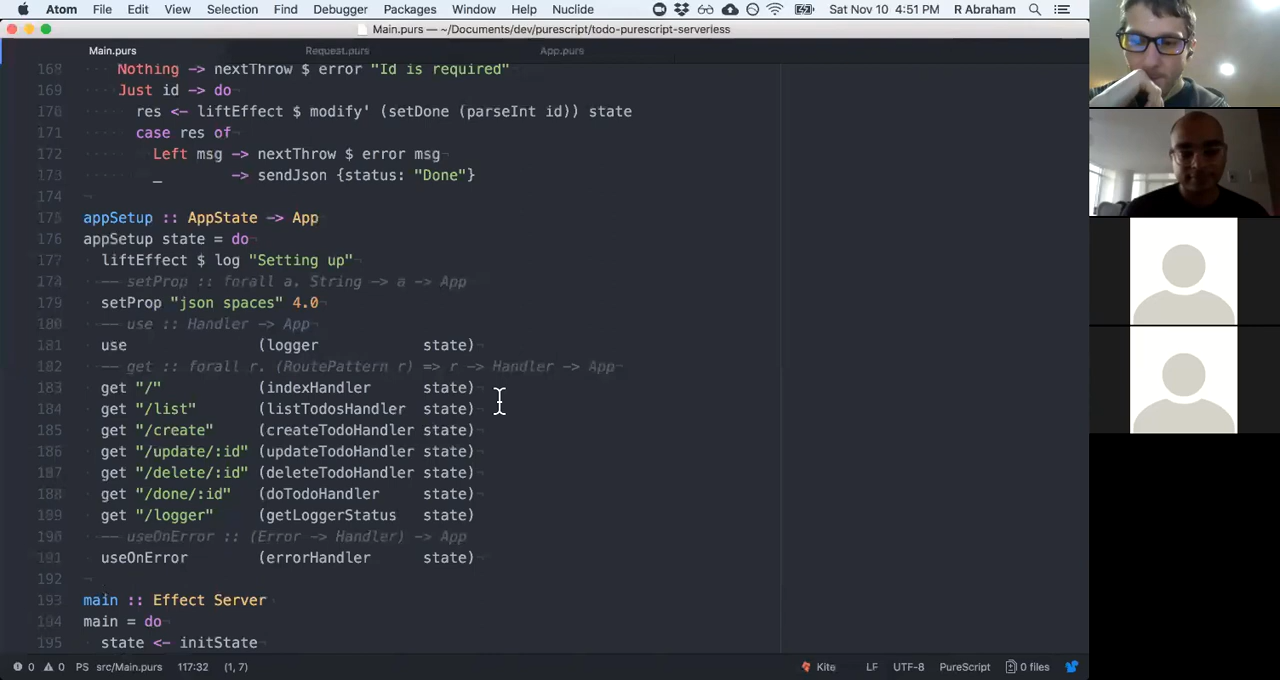 Atom File Edit View Selection Find Debugger Packages Window Help Nuclide Sat Nov 10 4:51 PM R Abraham
Main.purs — ~/Documents/dev/purescript/todo-purescript-serverless
Main.purs Request.purs App.purs
168 Nothing -> nextThrow $ error "Id is required"
169 Just id -> do
170 res <- liftEffect $ modify' (setDone (parseInt id)) state
171 case res of
172 Left msg -> nextThrow $ error msg
173 _ -> sendJson {status: "Done"}
174
175 appSetup :: AppState -> App
176 appSetup state = do
177 liftEffect $ log "Setting up"
178 -- setProp :: forall a. String -> a -> App
179 setProp "json spaces" 4.0
180 -- use :: Handler -> App
181 use (logger state)
182 -- get :: forall r. (RoutePattern r) => r -> Handler -> App
183 get "/" (indexHandler state)
184 get "/list" (listTodosHandler state)
185 get "/create" (createTodoHandler state)
186 get "/update/:id" (updateTodoHandler state)
187 get "/delete/:id" (deleteTodoHandler state)
188 get "/done/:id" (doTodoHandler state)
189 get "/logger" (getLoggerStatus state)
190 -- useOnError :: (Error -> Handler) -> App
191 useOnError (errorHandler state)
192
193 main :: Effect Server
194 main = do
195 state <- initState
0 0 PS src/Main.purs 117:32 (1, 7) Kite LF UTF-8 PureScript 0 files